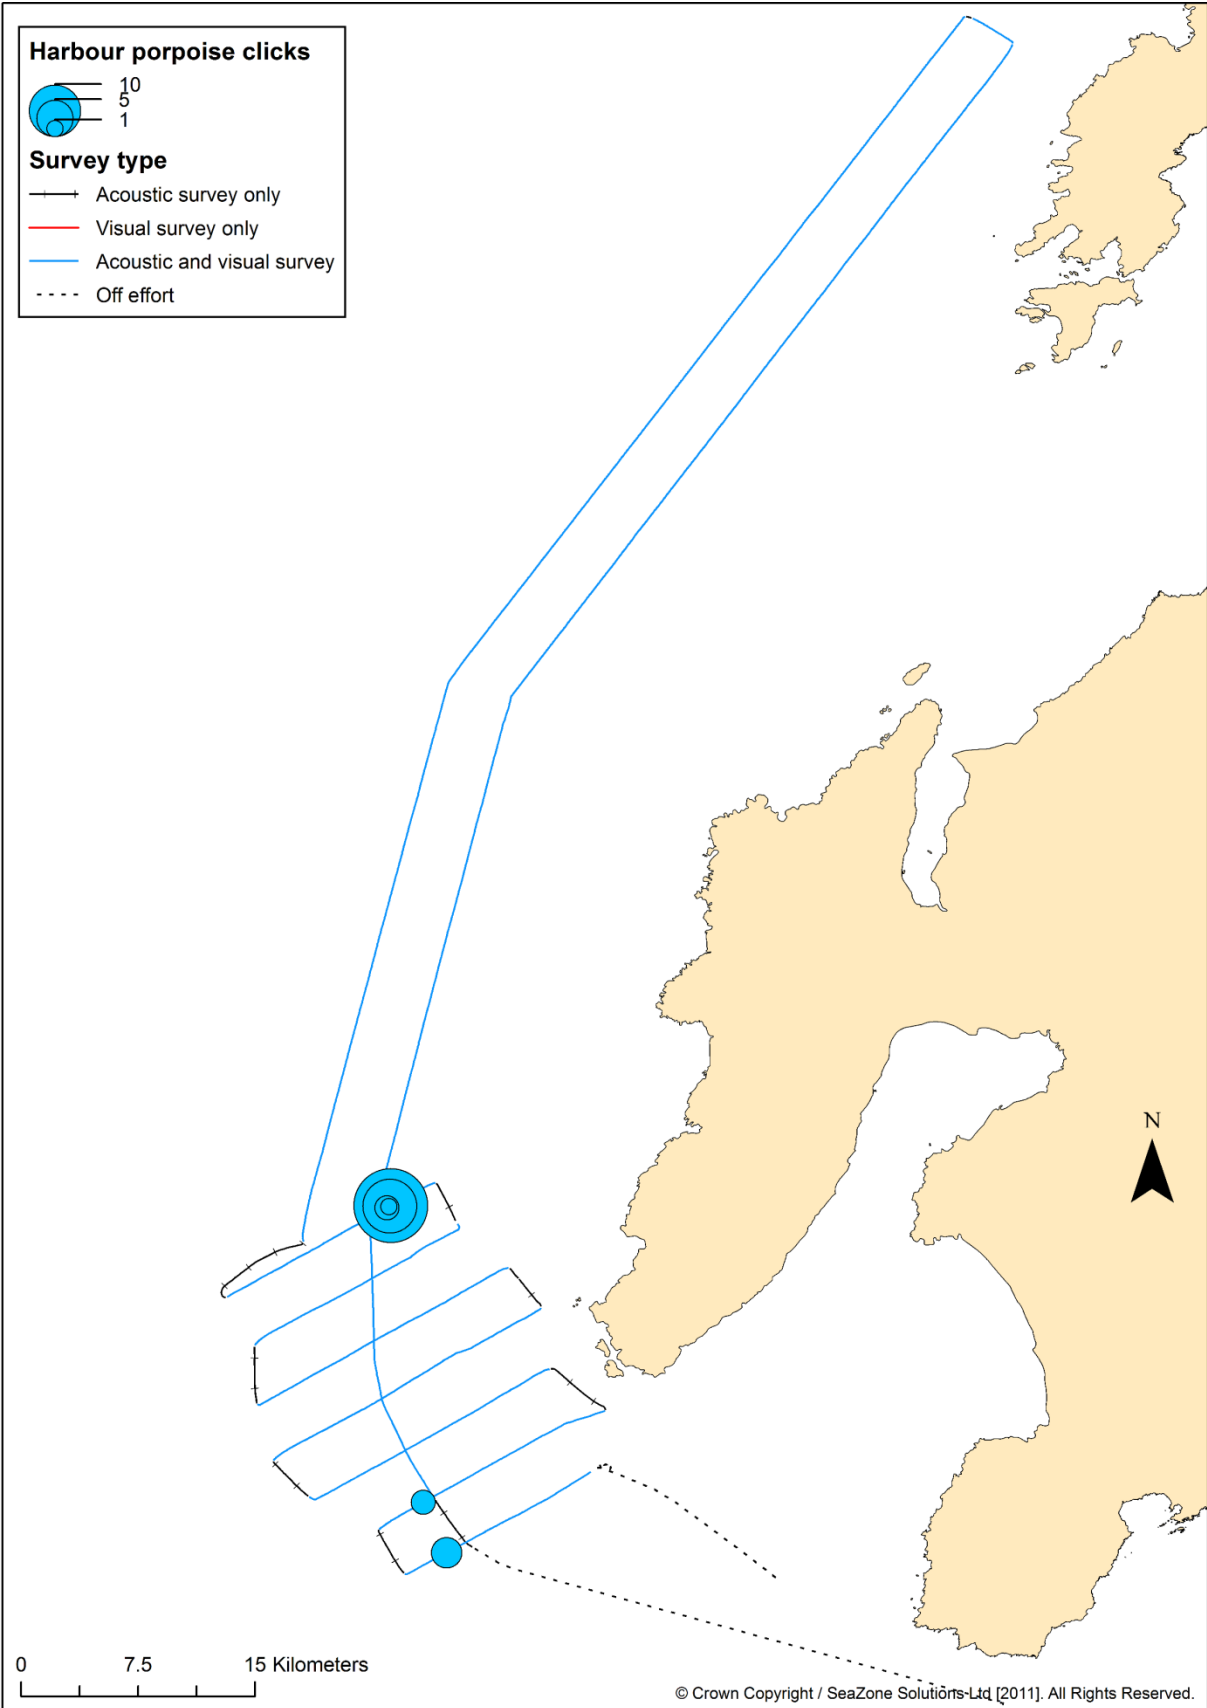 Harbour porpoise clicks
10
5
1
Survey type
Acoustic survey only
Visual survey only
Acoustic and visual survey
Off effort
N
0 7.5 15 Kilometers
© Crown Copyright / SeaZone Solutions Ltd [2011]. All Rights Reserved.